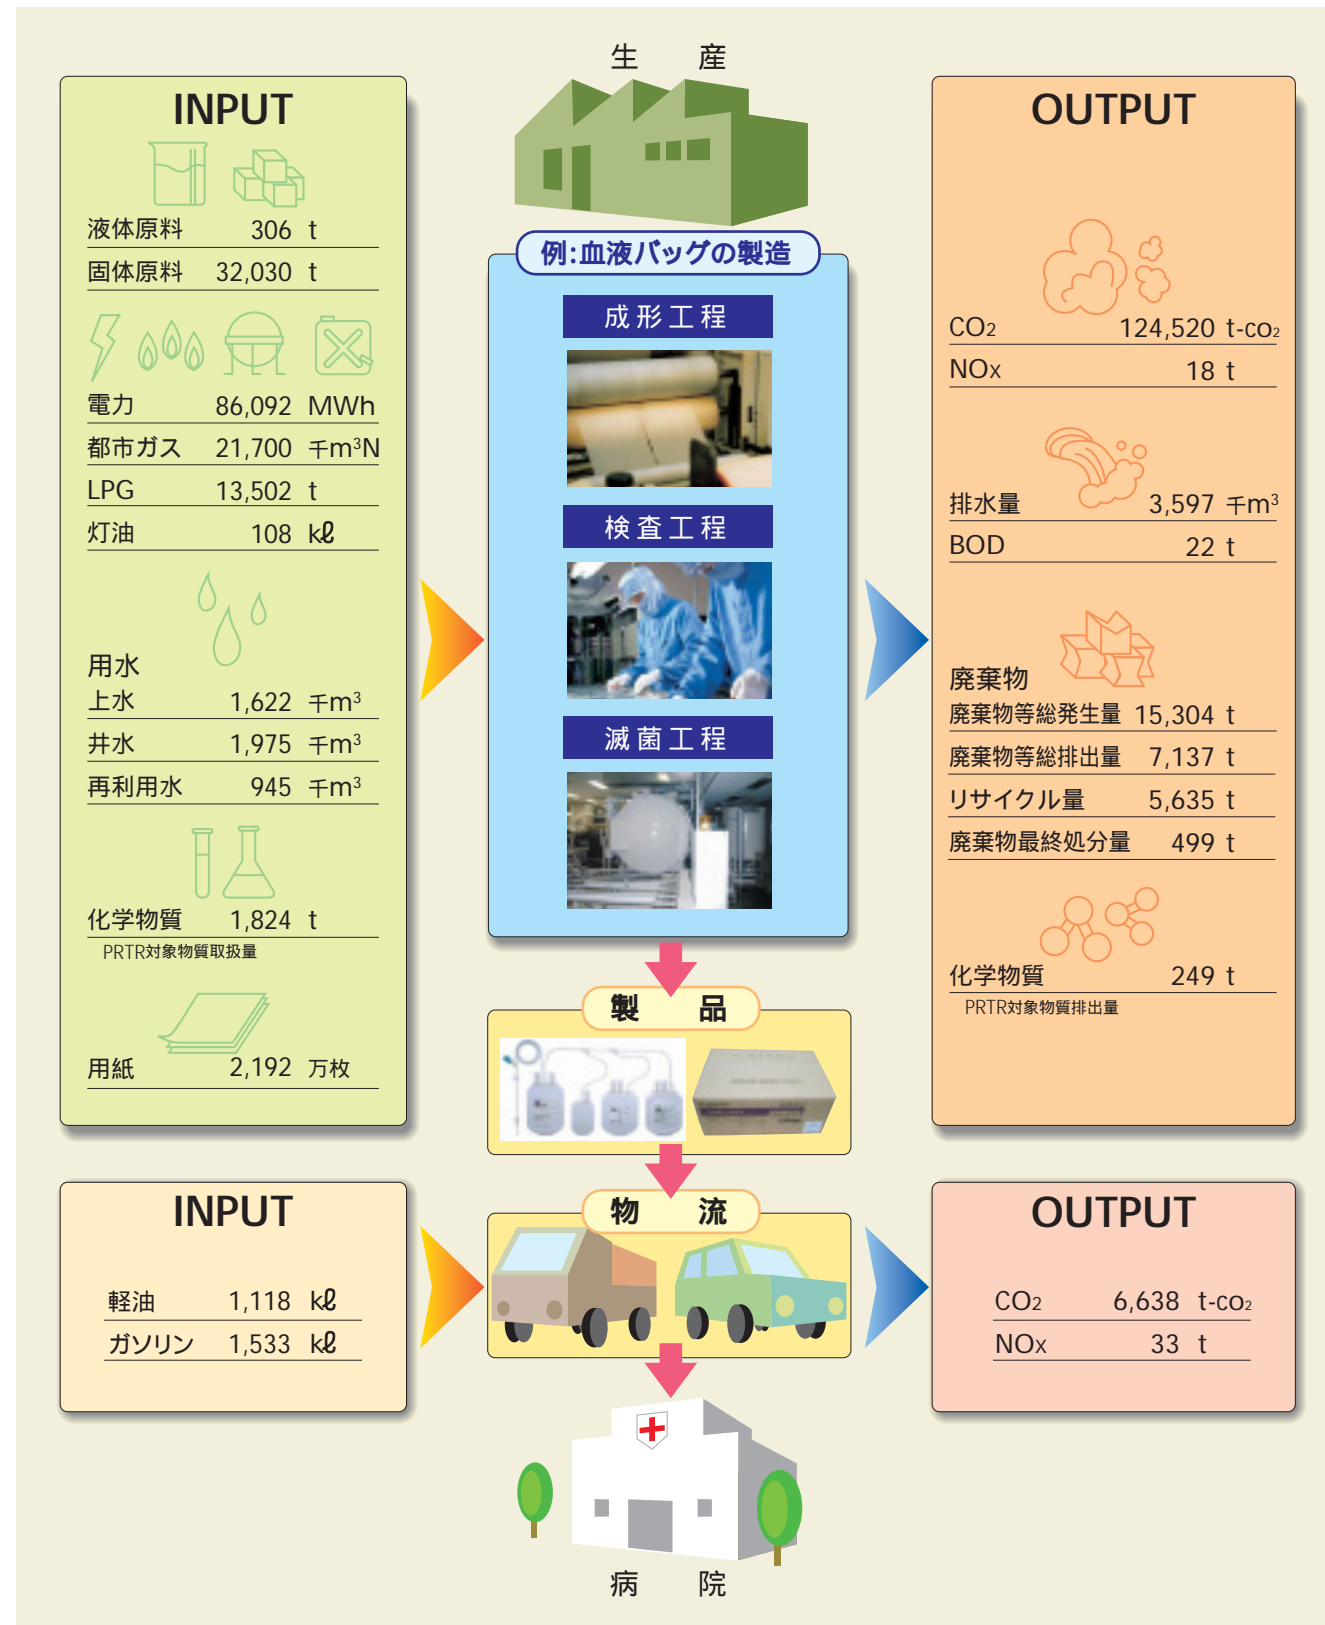 生 産
INPUT
液体原料 306 t
固体原料 32,030 t
電力 86,092 MWh
都市ガス 21,700 千m³N
LPG 13,502 t
灯油 108 kℓ
用水
上水 1,622 千m³
井水 1,975 千m³
再利用水 945 千m³
化学物質 1,824 t
PRTR対象物質取扱量
用紙 2,192 万枚
例:血液バッグの製造
成形工程
検査工程
滅菌工程
OUTPUT
CO₂ 124,520 t-co₂
NOx 18 t
排水量 3,597 千m³
BOD 22 t
廃棄物
廃棄物等総発生量 15,304 t
廃棄物等総排出量 7,137 t
リサイクル量 5,635 t
廃棄物最終処分量 499 t
化学物質 249 t
PRTR対象物質排出量
製 品
INPUT
軽油 1,118 kℓ
ガソリン 1,533 kℓ
物 流
OUTPUT
CO₂ 6,638 t-co₂
NOx 33 t
病 院